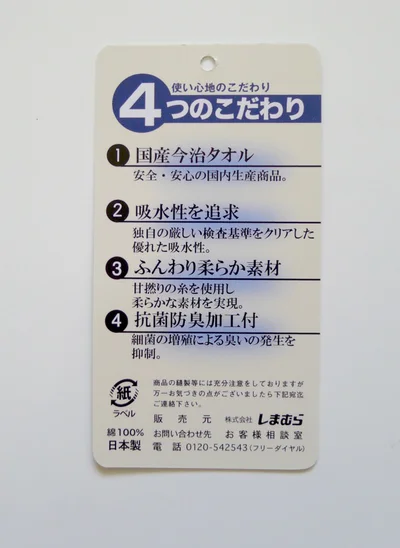 使い心地のこだわり
4つのこだわり
1 国産今治タオル
安全・安心の国内生産商品。
2 吸水性を追求
独自の厳しい検査基準をクリアした
優れた吸水性。
3 ふんわり柔らか素材
甘撚りの糸を使用し
柔らかな素材を実現。
4 抗菌防臭加工付
細菌の増殖による臭いの発生を
抑制。
紙
ラベル
商品の縫製等には充分注意をしておりますが
万一お気づきの点がございましたら下記宛迄
ご連絡下さい。
販売元 株式会社 しまむら
綿100% お問い合わせ先 お客様相談室
日本製 電話 0120-542543(フリーダイヤル)